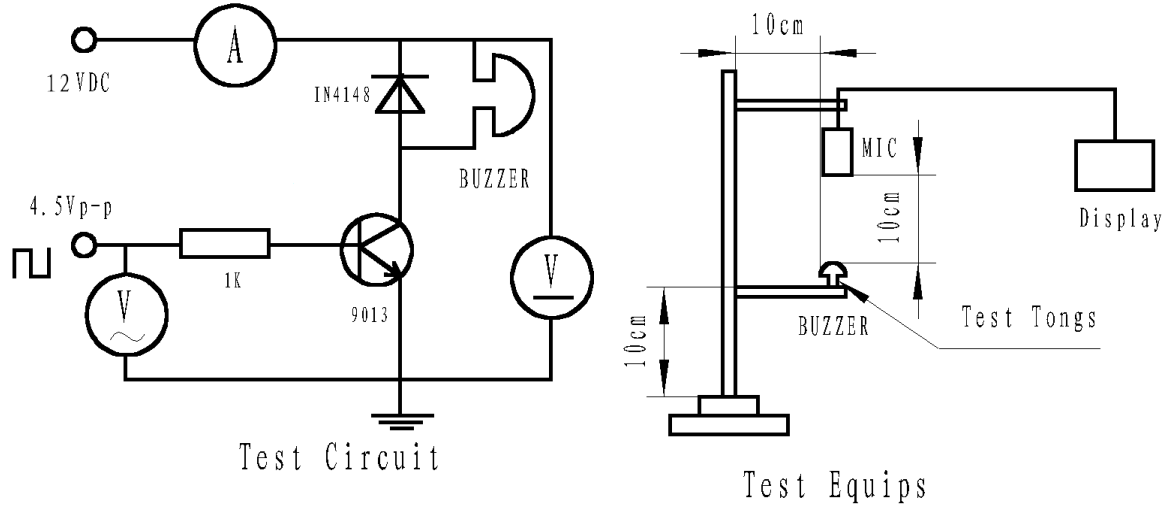 12VDC
A
IN4148
BUZZER
4.5Vp-p
1K
9013
V
V
Test Circuit
10cm
MIC
10cm
Display
BUZZER
Test Tongs
10cm
Test Equips